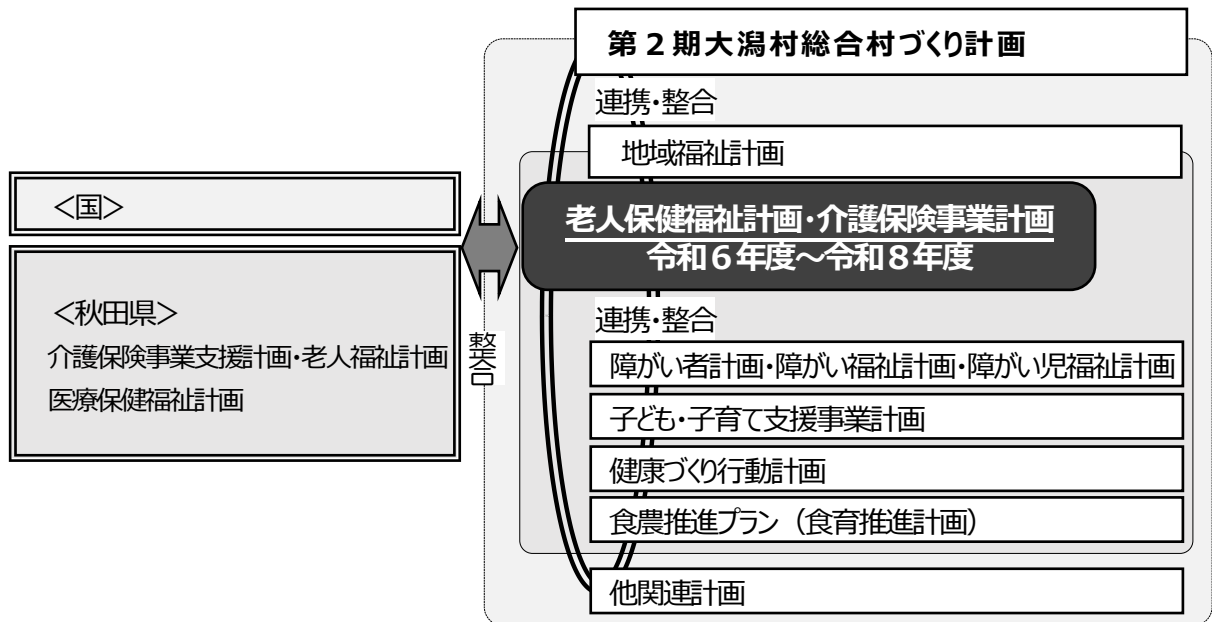 第２期大潟村総合村づくり計画
連携・整合
地域福祉計画
＜国＞
老人保健福祉計画・介護保険事業計画
令和６年度～令和８年度
＜秋田県＞
介護保険事業支援計画・老人福祉計画
医療保健福祉計画
整合
連携・整合
障がい者計画・障がい福祉計画・障がい児福祉計画
子ども・子育て支援事業計画
健康づくり行動計画
食農推進プラン（食育推進計画）
他関連計画